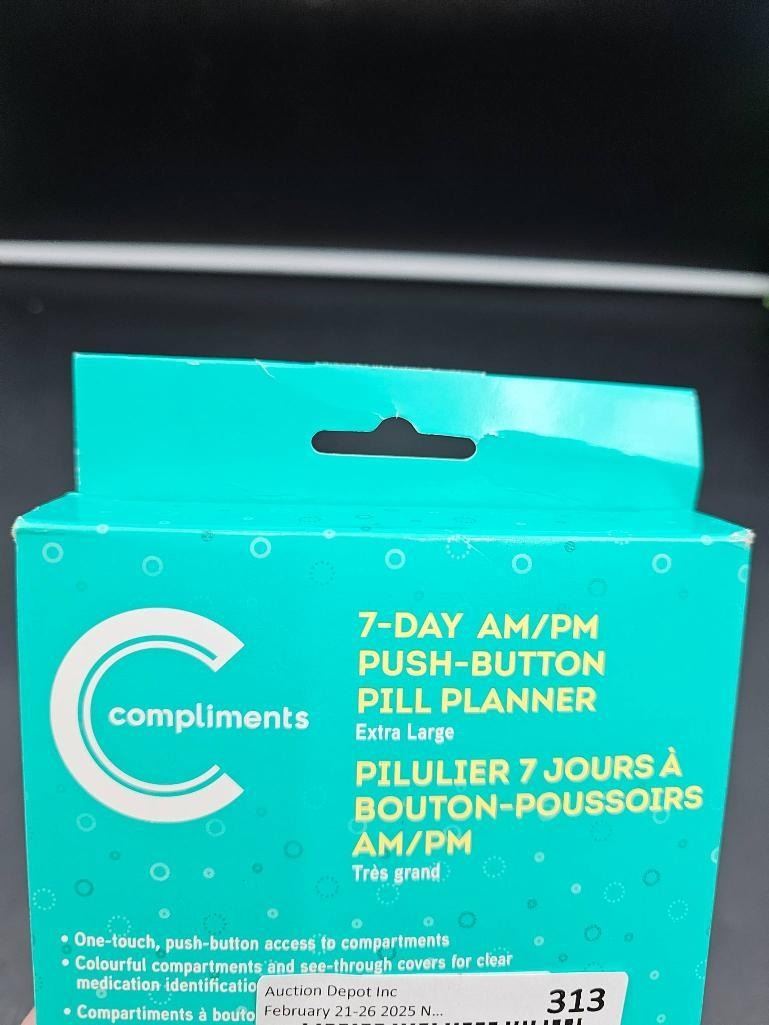 compliments
7-DAY AM/PM
PUSH-BUTTON
PILL PLANNER
Extra Large
PILULIER 7 JOURS À
BOUTON-POUSSOIRS
AM/PM
Très grand
• One-touch, push-button access to compartments
• Colourful compartments and see-through covers for clear
medication identificatio
• Compartiments à bouto
Auction Depot Inc
February 21-26 2025 N...
313